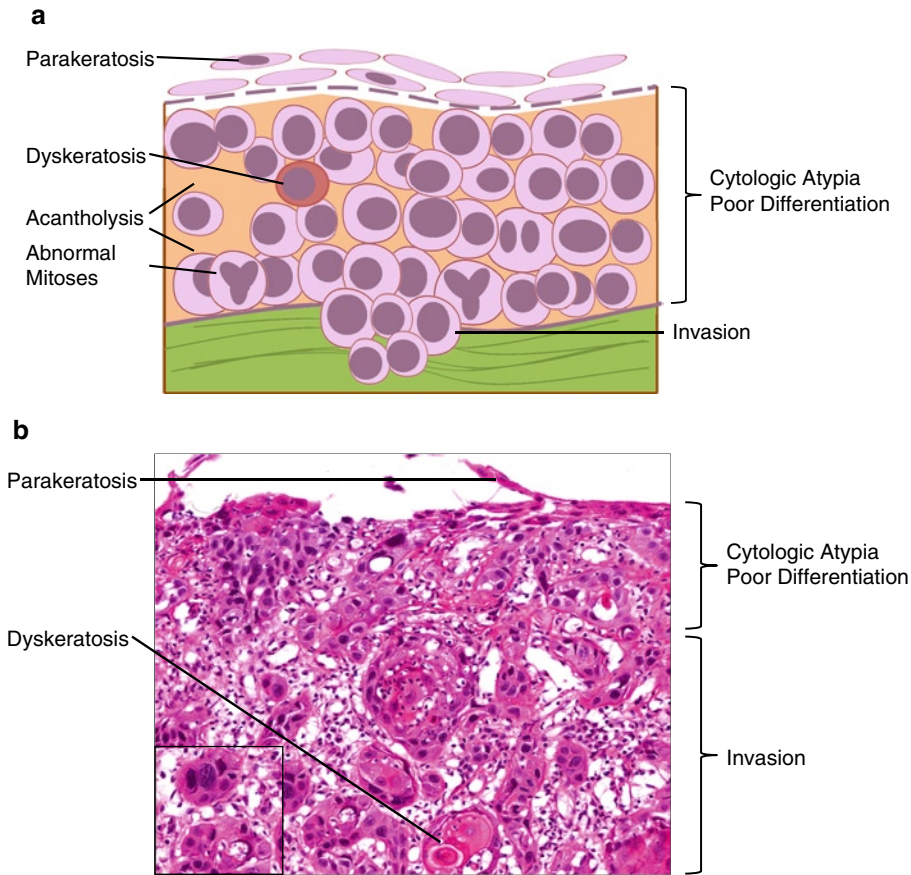 a
Parakeratosis
Dyskeratosis
Acantholysis
Abnormal
Mitoses
Cytologic Atypia
Poor Differentiation
Invasion
b
Parakeratosis
Dyskeratosis
Cytologic Atypia
Poor Differentiation
Invasion